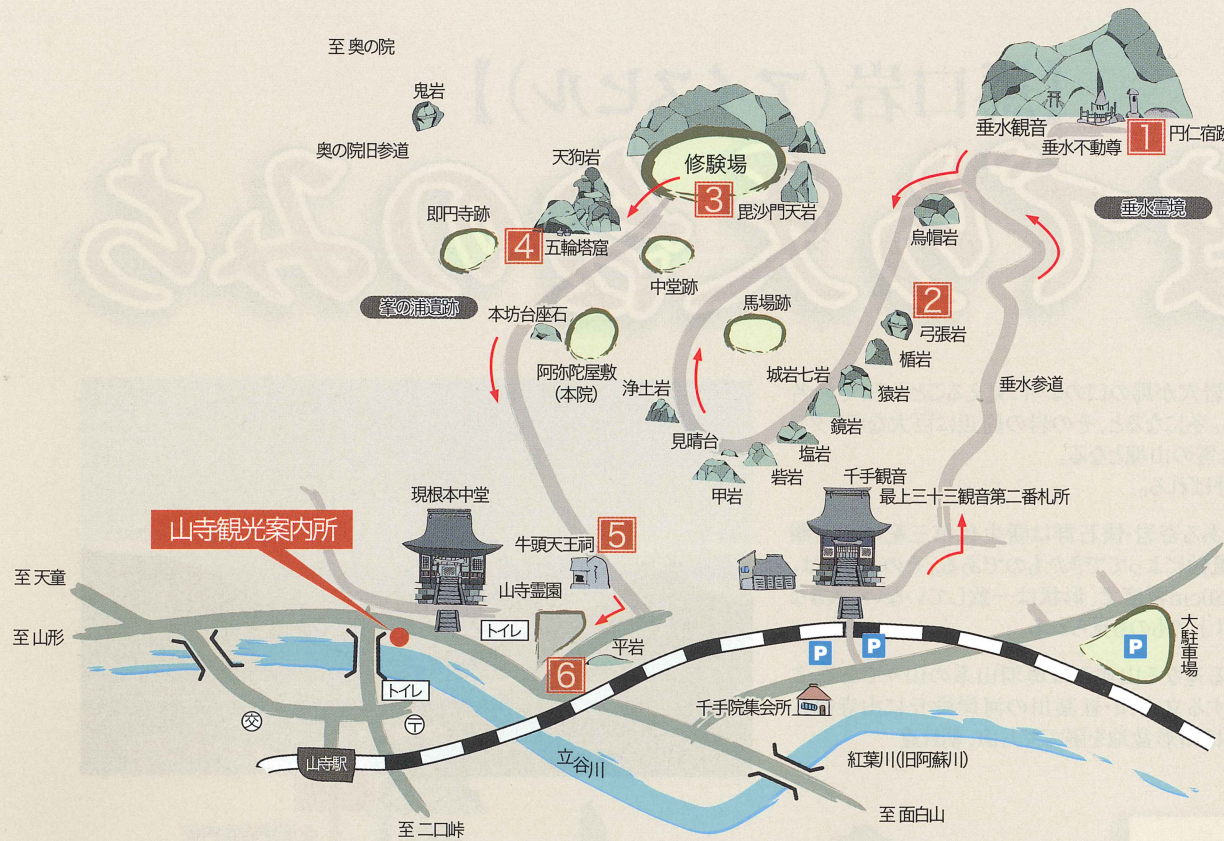 口岩(アイスヒル)】
至 奥の院
鬼岩
奥の院旧参道
天狗岩
修験場
3
毘沙門天岩
垂水観音
垂水不動尊
1
円仁宿跡
垂水霊境
烏帽岩
即円寺跡
4
五輪塔窟
中堂跡
峯の浦遺跡
本坊台座石
阿弥陀屋敷
(本院)
馬場跡
2
弓張岩
楯岩
城岩七岩
猿岩
垂水参道
浄土岩
鏡岩
見晴台
塩岩
砦岩
甲岩
千手観音
最上三十三観音第二番札所
現根本中堂
山寺観光案内所
牛頭天王祠
5
山寺霊園
トイレ
平岩
6
至 天童
至 山形
トイレ
交
〒
山寺駅
立谷川
P
P
P
大駐車場
千手院集会所
紅葉川(旧阿蘇川)
至 面白山
至 二口峠